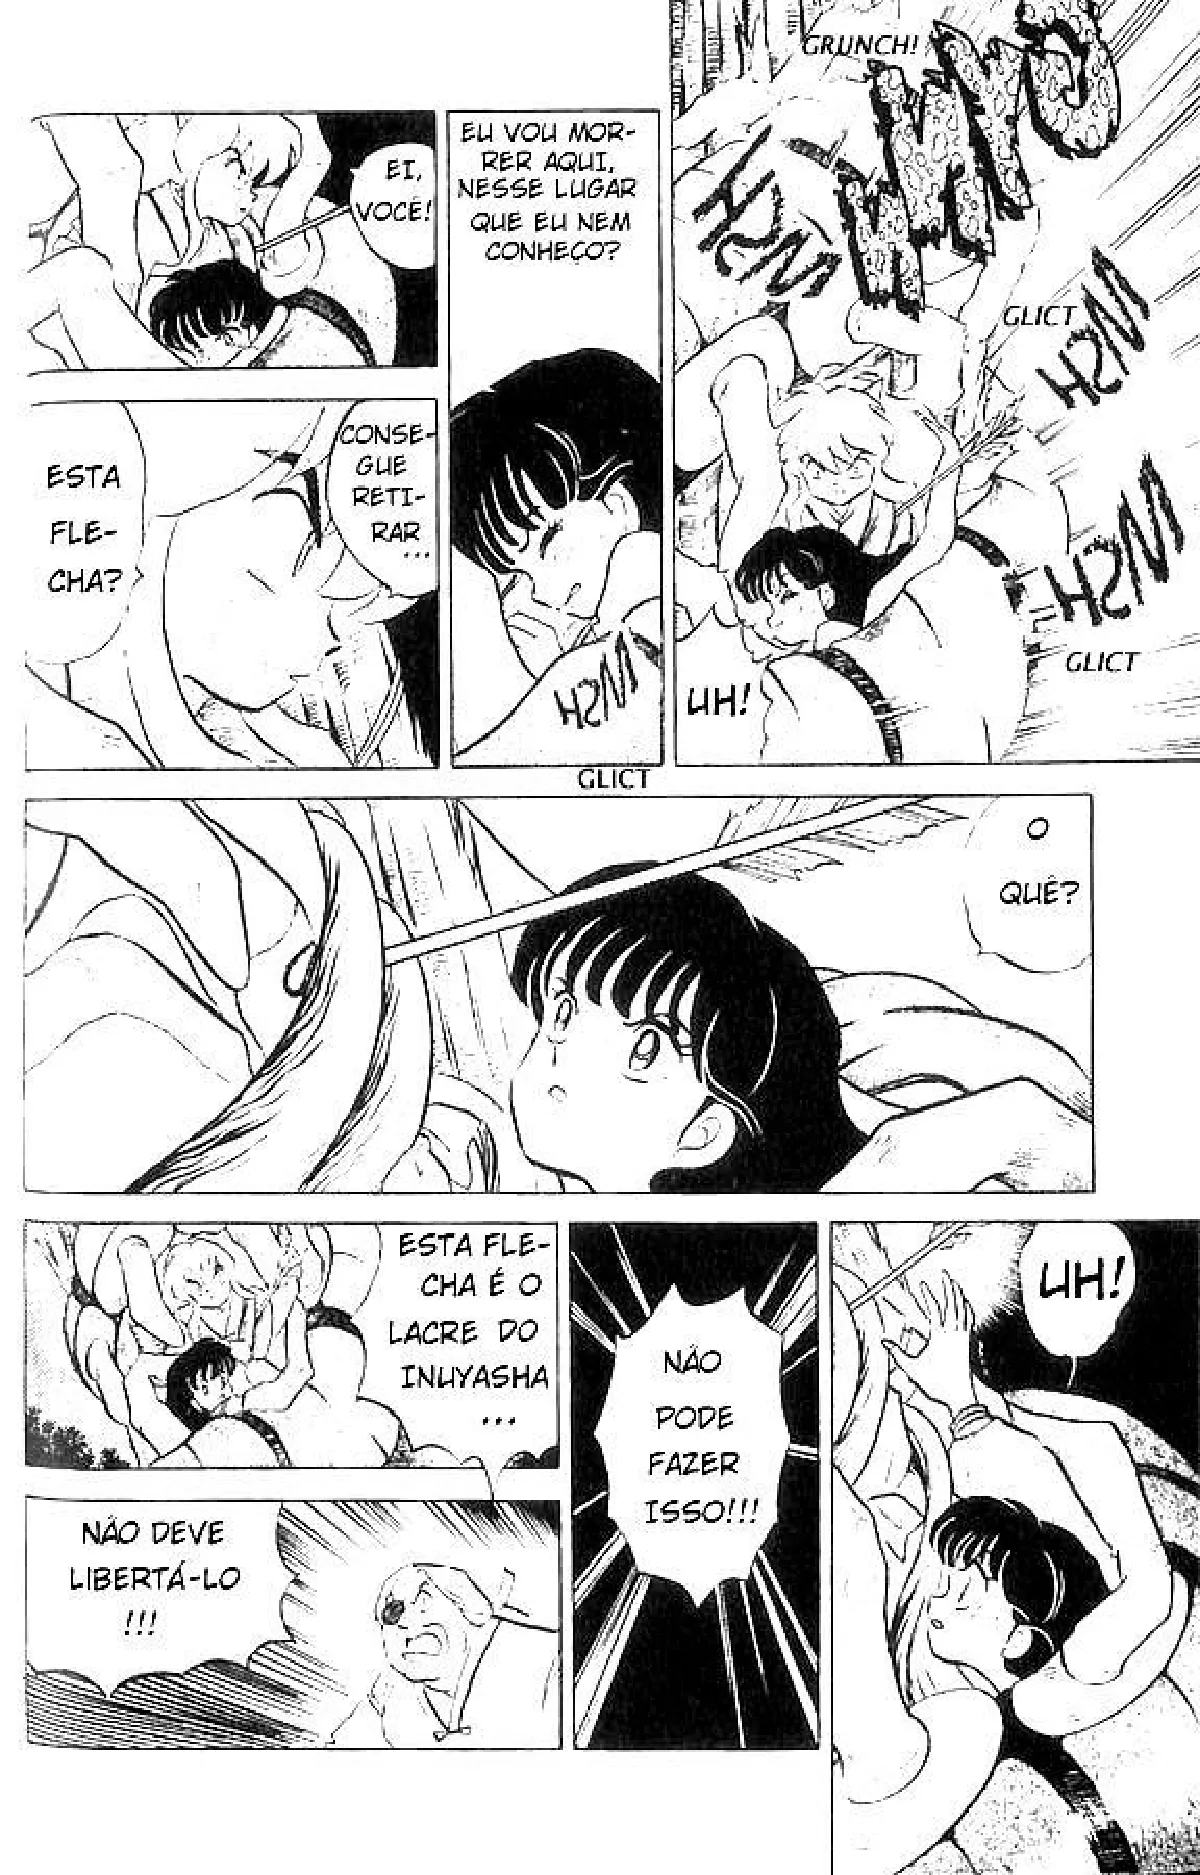 GRUNCH!
GLICT
GLICT
UH!
EU VOU MOR-
RER AQUI,
NESSE LUGAR
QUE EU NEM
CONHEÇO?
GLICT
EI,
VOCÊ!
CONSE-
GUE
RETI-
RAR
...
ESTA
FLE-
CHA?
O
QUÊ?
UH!
NÃO
PODE
FAZER
ISSO!!!
ESTA FLE-
CHA É O
LACRE DO
INUYASHA
...
NÃO DEVE
LIBERTÁ-LO
!!!